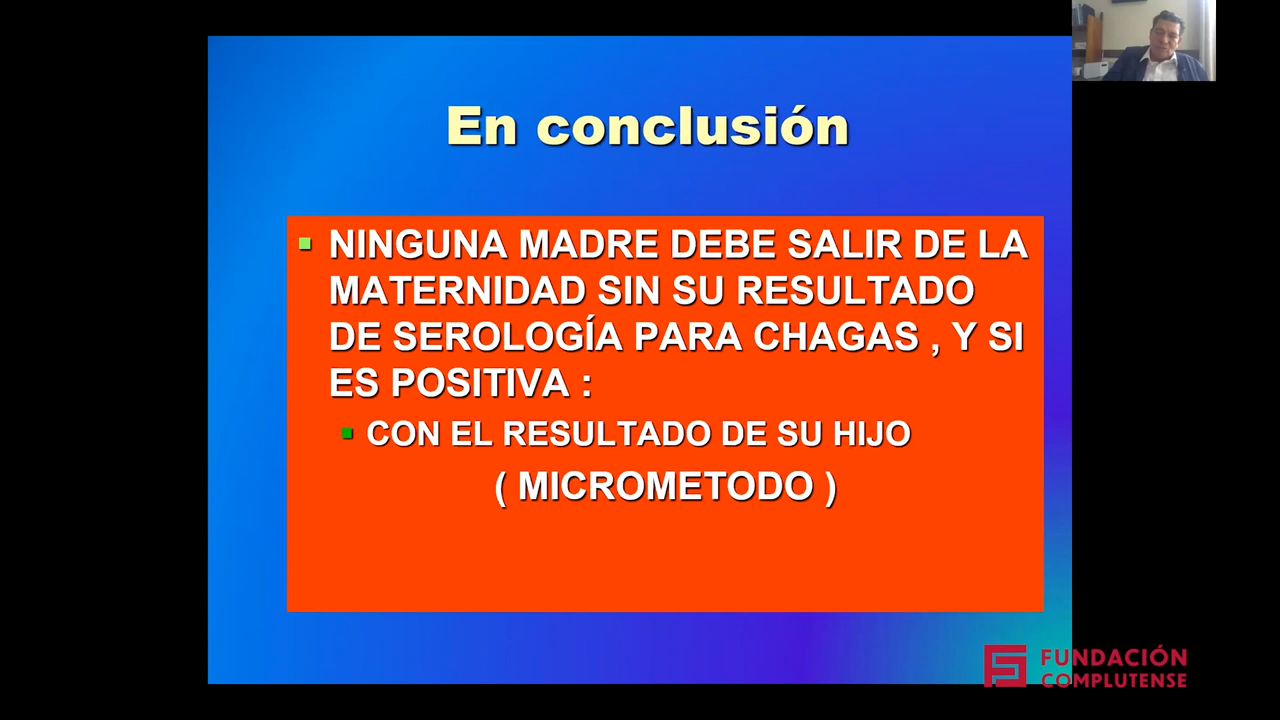 En conclusión
NINGUNA MADRE DEBE SALIR DE LA
MATERNIDAD SIN SU RESULTADO
DE SEROLOGÍA PARA CHAGAS , Y SI
ES POSITIVA :
CON EL RESULTADO DE SU HIJO
( MICROMETODO )
FUNDACIÓN
COMPLUTENSE